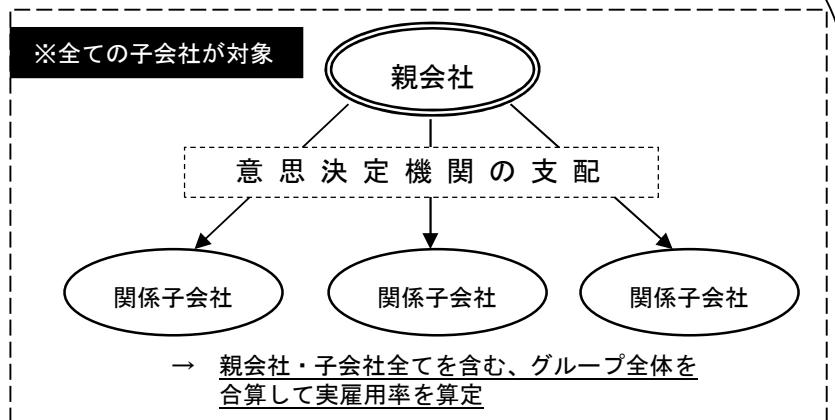 ※全ての子会社が対象
親会社
意思決定機関の支配
関係子会社
関係子会社
関係子会社
→ 親会社・子会社全てを含む、グループ全体を
合算して実雇用率を算定